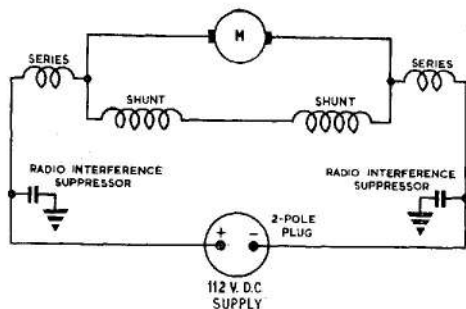 M
SERIES
SERIES
SHUNT
SHUNT
RADIO INTERFERENCE
SUPPRESSOR
RADIO INTERFERENCE
SUPPRESSOR
2-POLE
PLUG
+ −
112 V. D.C.
SUPPLY